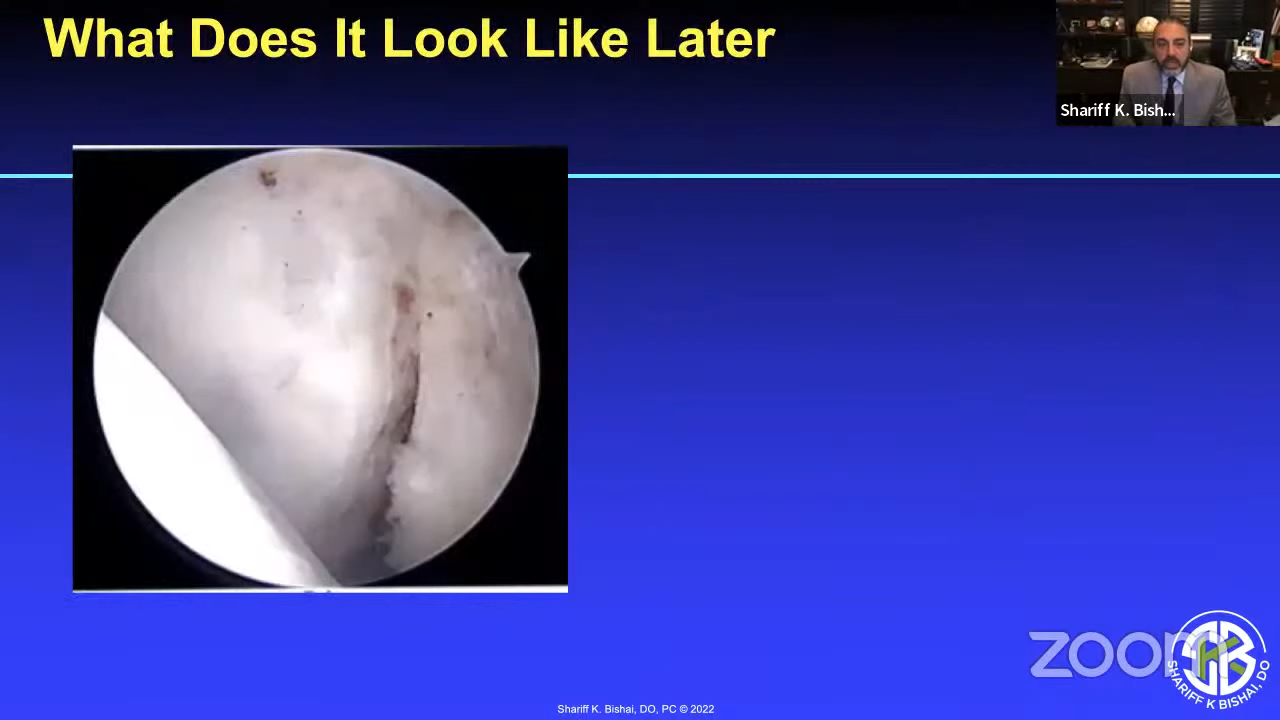 What Does It Look Like Later
Shariff K. Bish...
zoom
SHARIFF K BISHAI, DO
Shariff K. Bishai, DO, PC © 2022